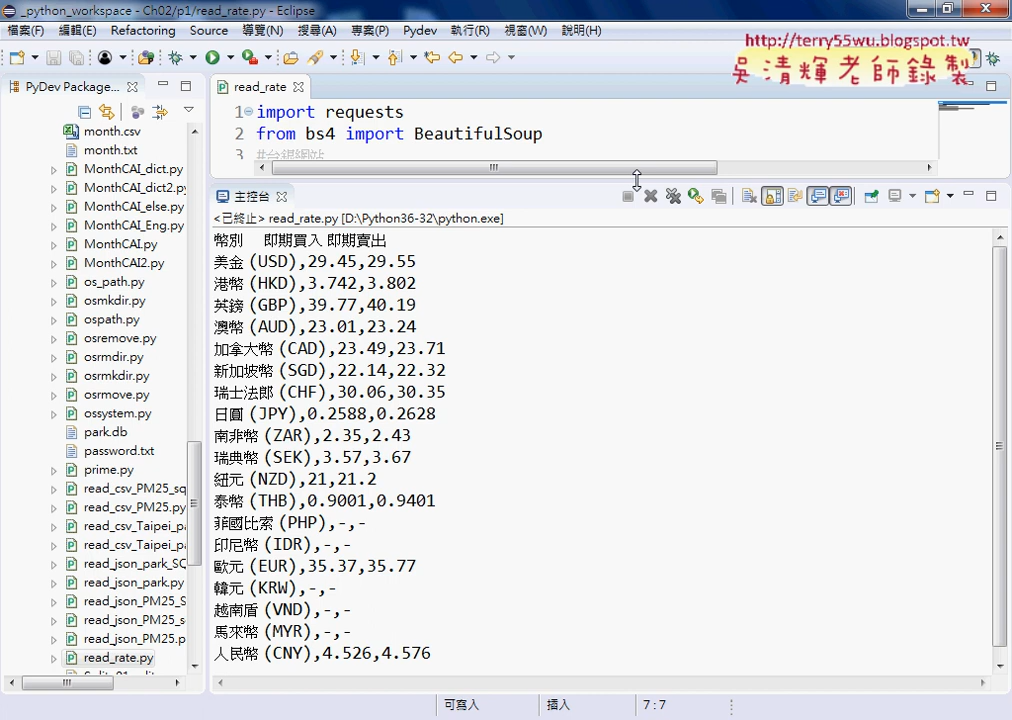 _python_workspace - Ch02/p1/read_rate.py - Eclipse
檔案(F) 編輯(E) Refactoring Source 導覽(N) 搜尋(A) 專案(P) Pydev 執行(R) 視窗(W) 說明(H)
http://terry55wu.blogspot.tw
吳清輝老師錄製
PyDev Package...
read_rate
month.csv
month.txt
MonthCAI_dict.py
MonthCAI_dict2.py
MonthCAI_else.py
MonthCAI_Eng.py
MonthCAI.py
MonthCAI2.py
os_path.py
osmkdir.py
ospath.py
osremove.py
osrmdir.py
osrmkdir.py
osrmove.py
ossystem.py
park.db
password.txt
prime.py
read_csv_PM25_sq
read_csv_PM25.py
read_csv_Taipei_pa
read_csv_Taipei_pa
read_json_park_SQ
read_json_park.py
read_json_PM25_S
read_json_PM25_s
read_json_PM25.p
read_rate.py
1 import requests
2 from bs4 import BeautifulSoup
3 #台銀網站
主控台
<已終止> read_rate.py [D:\Python36-32\python.exe]
幣別 即期買入 即期賣出
美金 (USD),29.45,29.55
港幣 (HKD),3.742,3.802
英鎊 (GBP),39.77,40.19
澳幣 (AUD),23.01,23.24
加拿大幣 (CAD),23.49,23.71
新加坡幣 (SGD),22.14,22.32
瑞士法郎 (CHF),30.06,30.35
日圓 (JPY),0.2588,0.2628
南非幣 (ZAR),2.35,2.43
瑞典幣 (SEK),3.57,3.67
紐元 (NZD),21,21.2
泰幣 (THB),0.9001,0.9401
菲國比索 (PHP),-,-
印尼幣 (IDR),-,-
歐元 (EUR),35.37,35.77
韓元 (KRW),-,-
越南盾 (VND),-,-
馬來幣 (MYR),-,-
人民幣 (CNY),4.526,4.576
可寫入 插入 7 : 7